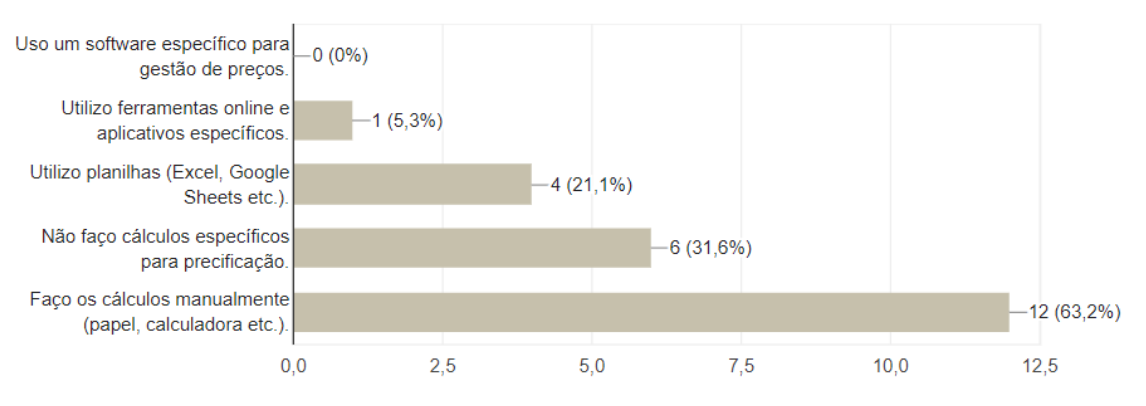 Uso um software específico para
gestão de preços.
0 (0%)
Utilizo ferramentas online e
aplicativos específicos.
1 (5,3%)
Utilizo planilhas (Excel, Google
Sheets etc.).
4 (21,1%)
Não faço cálculos específicos
para precificação.
6 (31,6%)
Faço os cálculos manualmente
(papel, calculadora etc.).
12 (63,2%)
0,0 2,5 5,0 7,5 10,0 12,5